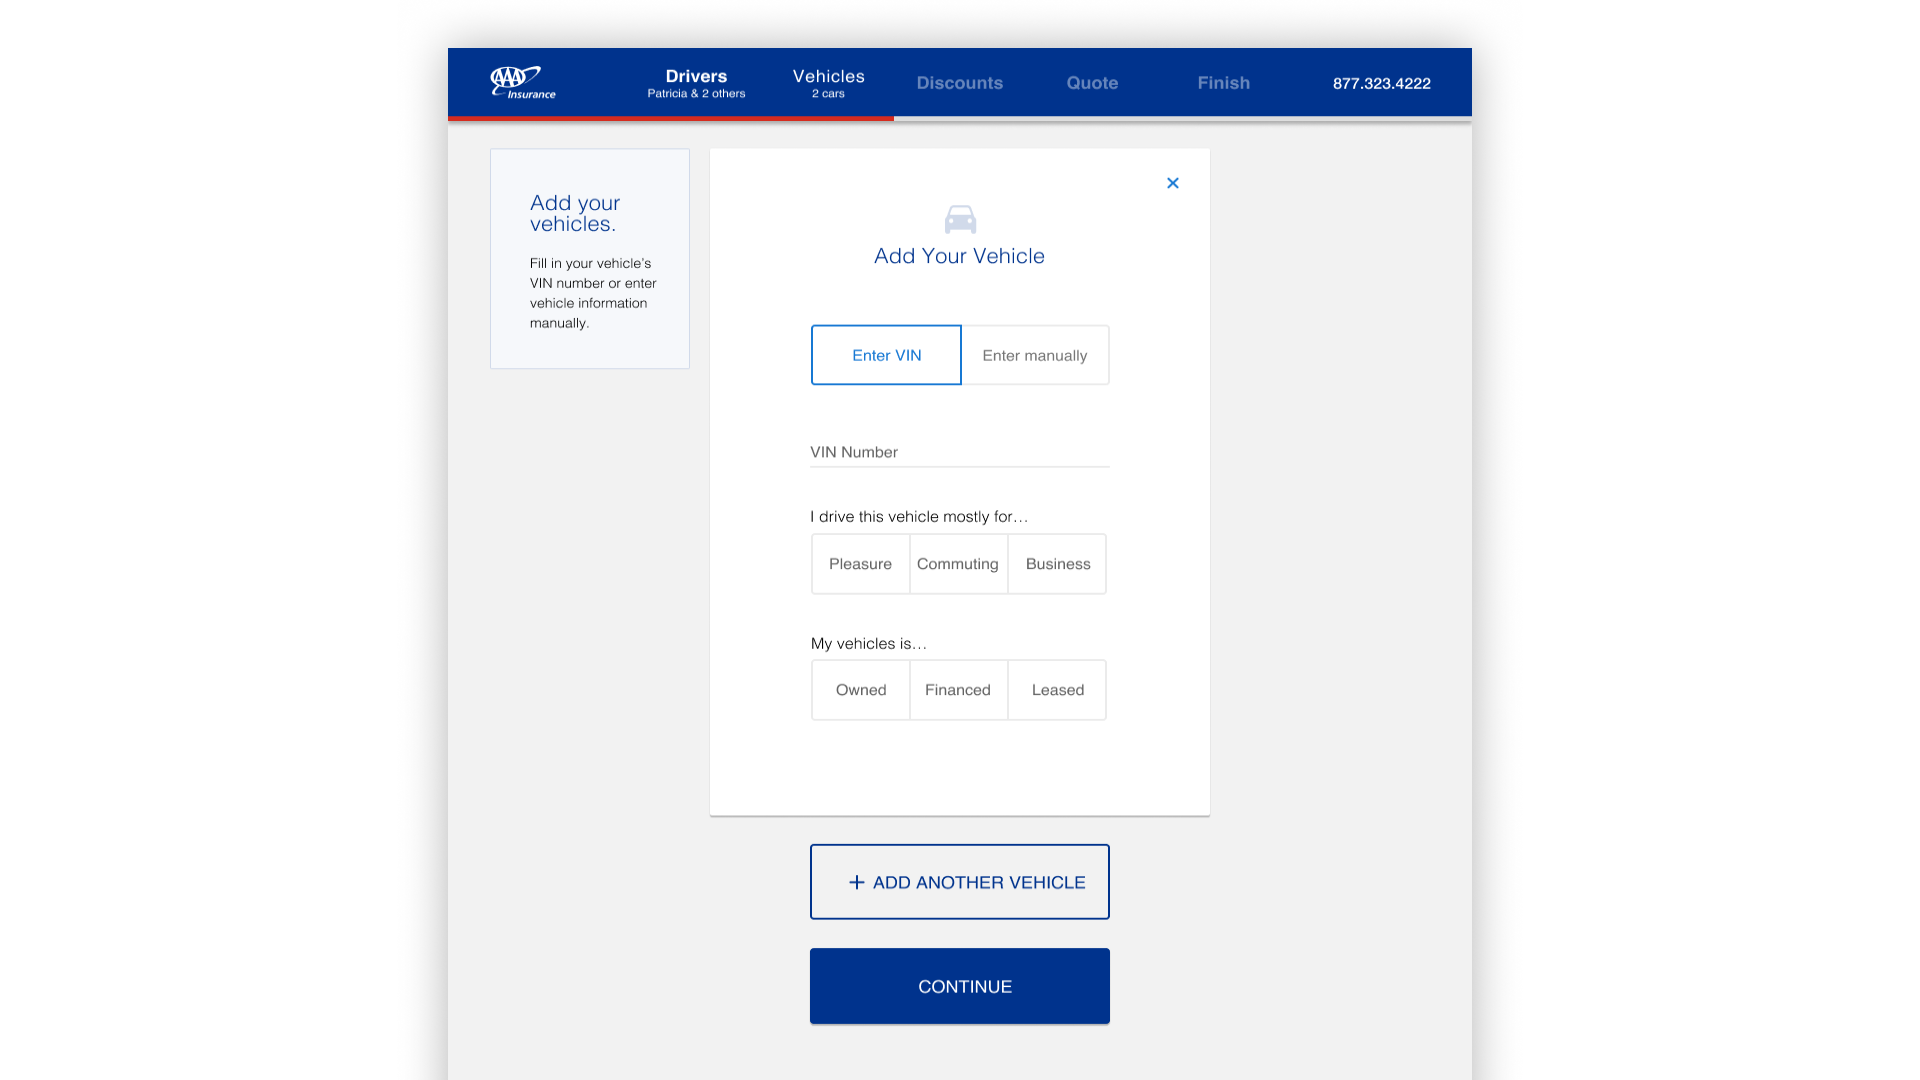 AAA
Insurance
Drivers
Patricia & 2 others
Vehicles
2 cars
Discounts
Quote
Finish
877.323.4222
Add your
vehicles.
Fill in your vehicle's
VIN number or enter
vehicle information
manually.
Add Your Vehicle
Enter VIN
Enter manually
VIN Number
I drive this vehicle mostly for...
Pleasure
Commuting
Business
My vehicles is...
Owned
Financed
Leased
+ ADD ANOTHER VEHICLE
CONTINUE